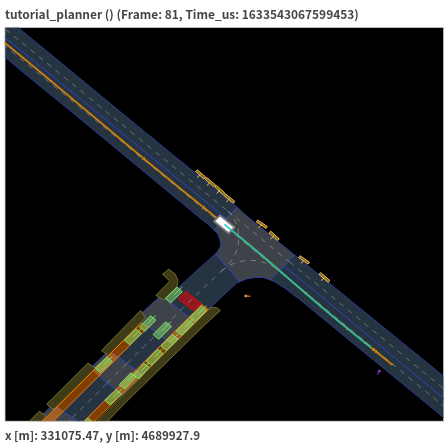 tutorial_planner () (Frame: 81, Time_us: 1633543067599453)
x [m]: 331075.47, y [m]: 4689927.9